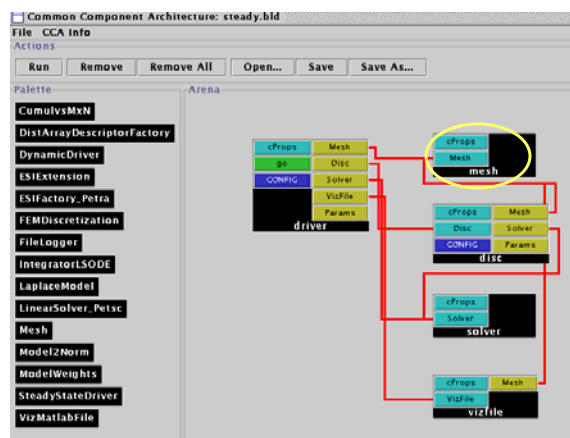 Common Component Architecture: steady.bld
File CCA Info
Actions
Run Remove Remove All Open... Save Save As...
Palette
Arena
CumulvsMxN
DistArrayDescriptorFactory
DynamicDriver
ESIExtension
ESIFactory_Petra
FEMDiscretization
FileLogger
IntegratorLSODE
LaplaceModel
LinearSolver_Petsc
Mesh
Model2Norm
ModelWeights
SteadyStateDriver
VizMatlabFile
cProps Mesh
go Disc
CONFIG Solver
VizFile
Params
driver
cProps
Mesh
mesh
cProps Mesh
Disc Solver
CONFIG Params
disc
cProps
Solver
solver
cProps Mesh
VizFile
vizfile